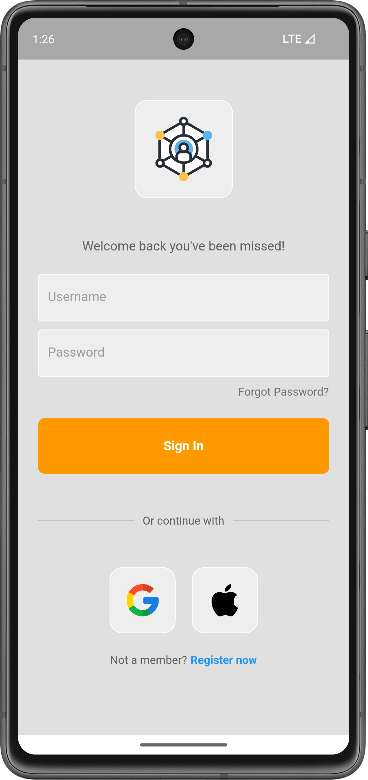 1:26
LTE
Welcome back you've been missed!
Username
Password
Forgot Password?
Sign In
Or continue with
Not a member? Register now